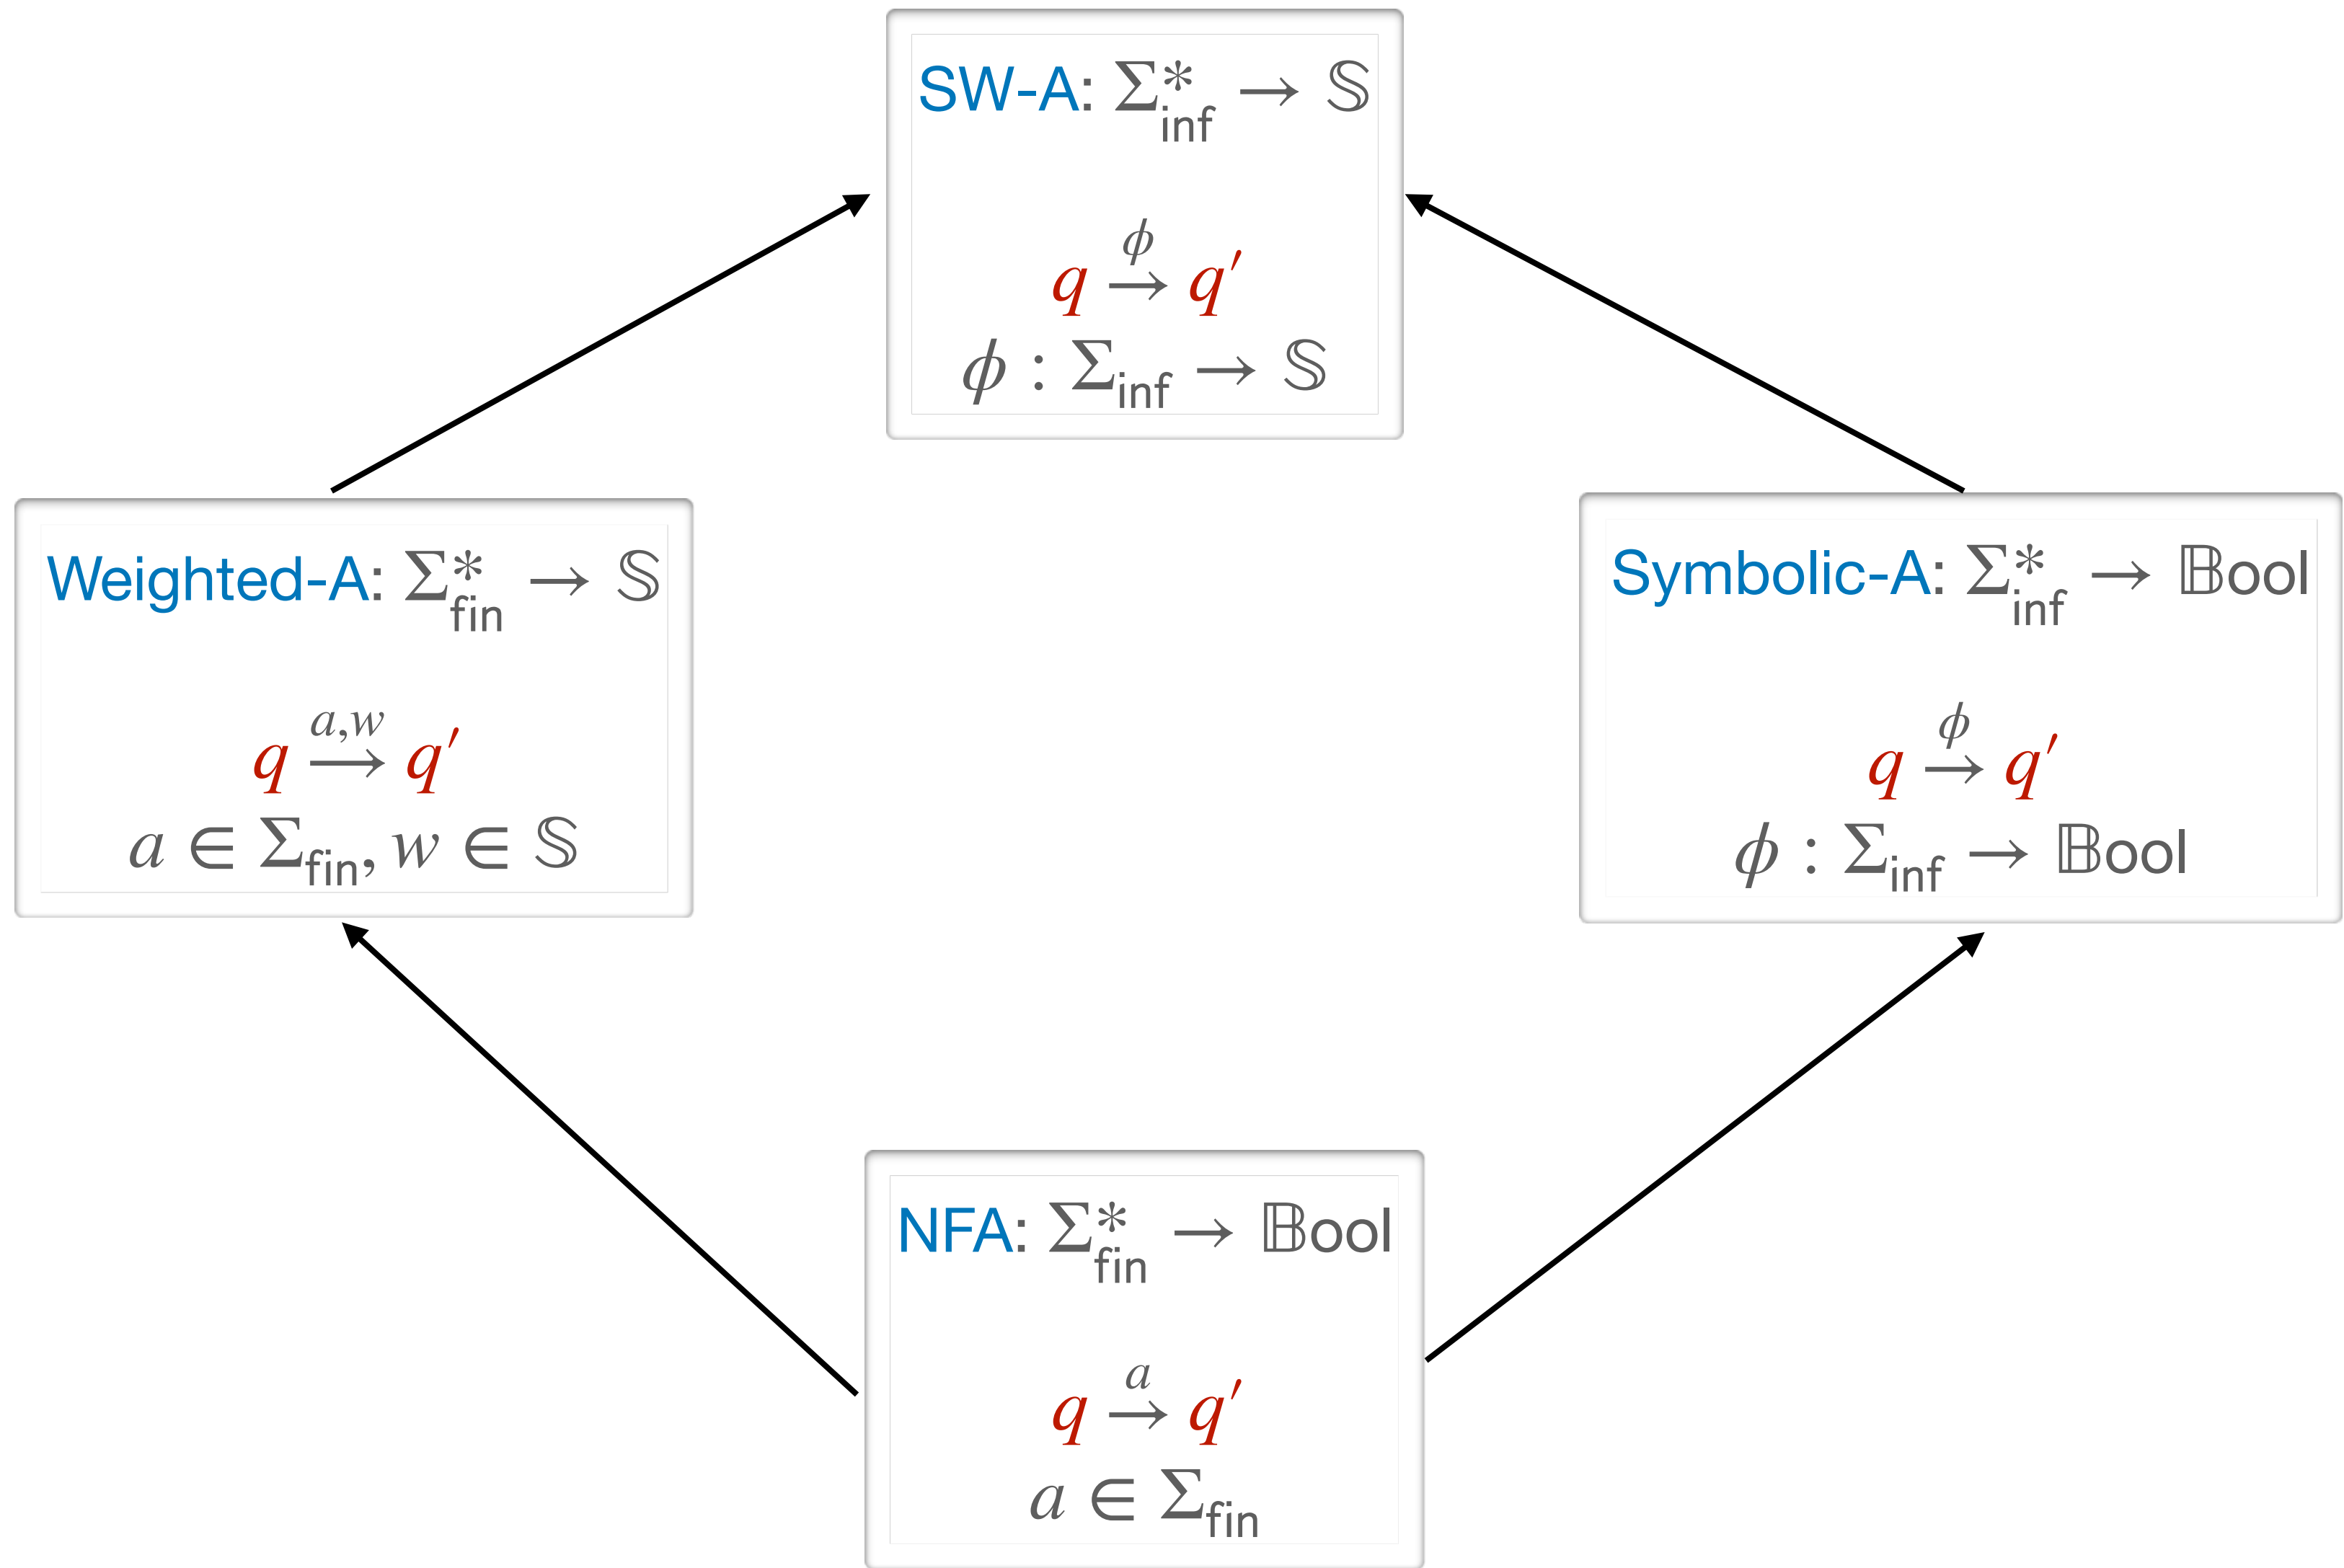 SW-A: Σ*inf → 𝕊
ϕ
q → q′
ϕ : Σinf → 𝕊
Weighted-A: Σ*fin → 𝕊
a,w
q → q′
a ∈ Σfin, w ∈ 𝕊
Symbolic-A: Σ*inf → 𝔹ool
ϕ
q → q′
ϕ : Σinf → 𝔹ool
NFA: Σ*fin → 𝔹ool
a
q → q′
a ∈ Σfin